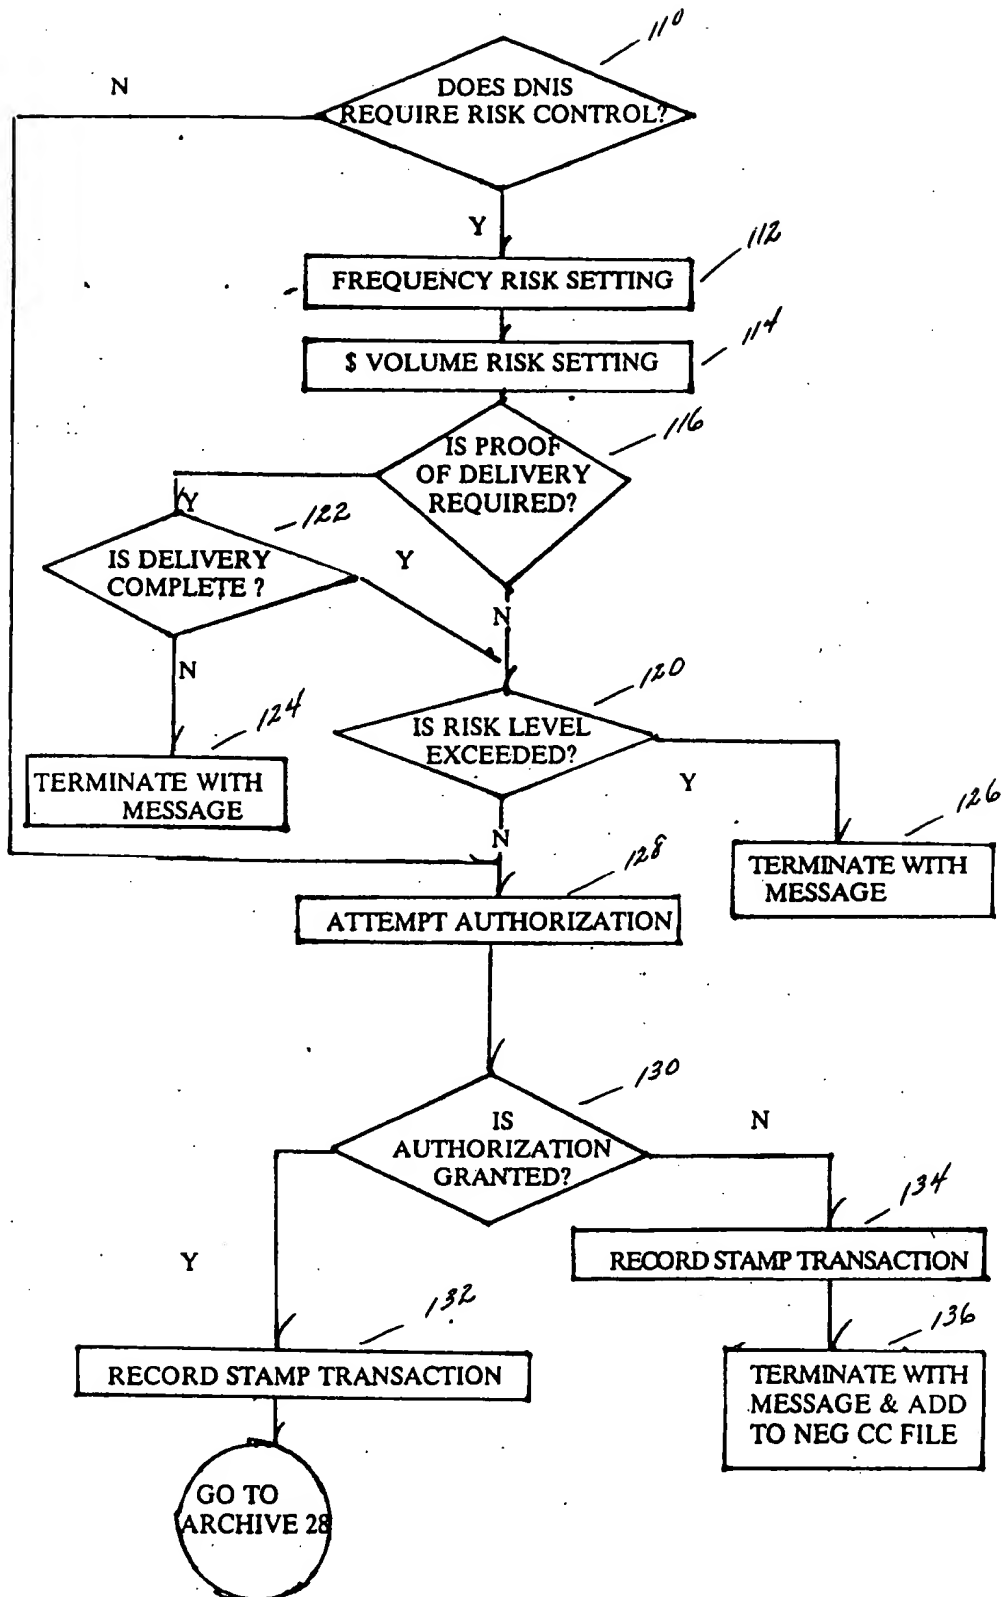 110
N
DOES DNIS
REQUIRE RISK CONTROL?
Y
112
FREQUENCY RISK SETTING
114
$ VOLUME RISK SETTING
116
IS PROOF
OF DELIVERY
REQUIRED?
Y
122
IS DELIVERY
COMPLETE ?
Y
N
N
120
IS RISK LEVEL
EXCEEDED?
124
TERMINATE WITH
MESSAGE
Y
126
TERMINATE WITH
MESSAGE
N
128
ATTEMPT AUTHORIZATION
130
IS
AUTHORIZATION
GRANTED?
N
134
RECORD STAMP TRANSACTION
Y
132
RECORD STAMP TRANSACTION
136
TERMINATE WITH
MESSAGE & ADD
TO NEG CC FILE
GO TO
ARCHIVE 28